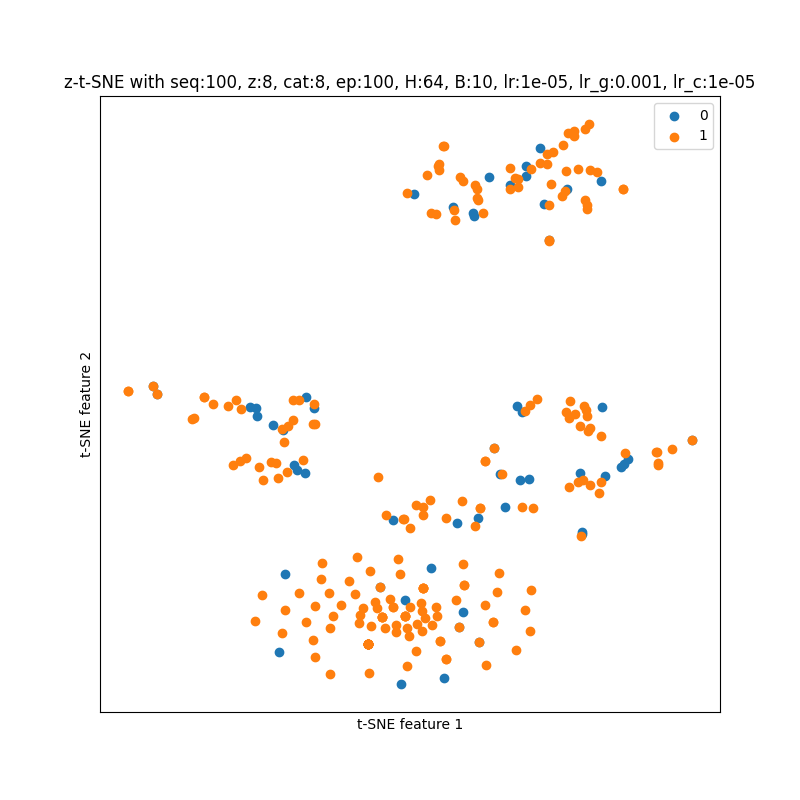 z-t-SNE with seq:100, z:8, cat:8, ep:100, H:64, B:10, lr:1e-05, lr_g:0.001, lr_c:1e-05
0
1
t-SNE feature 2
t-SNE feature 1